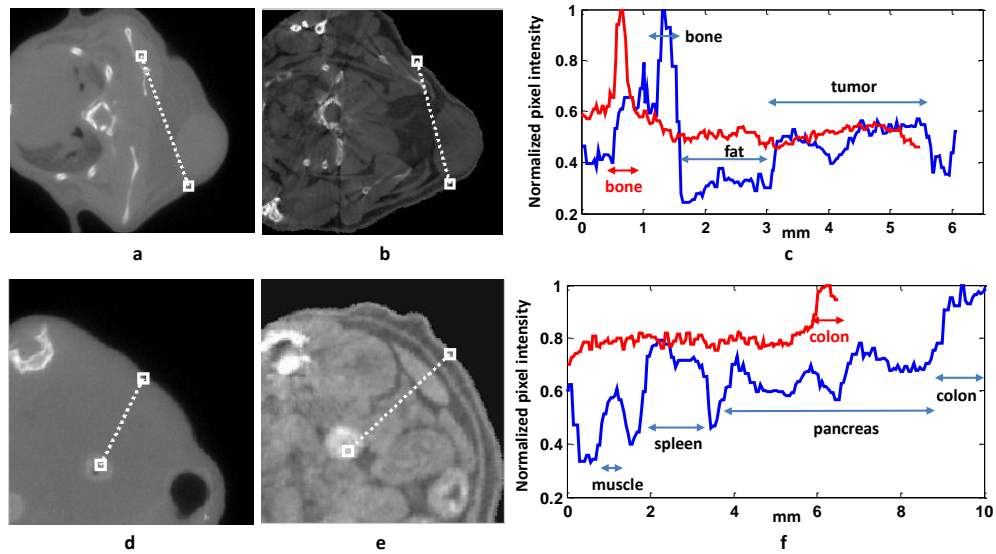 a
b
Normalized pixel intensity
1
0.8
0.6
0.4
0.2
0 1 2 3 4 5 6
mm
bone
bone
fat
tumor
c
d
e
Normalized pixel intensity
1
0.8
0.6
0.4
0.2
0 2 4 6 8 10
mm
colon
colon
spleen
pancreas
muscle
f